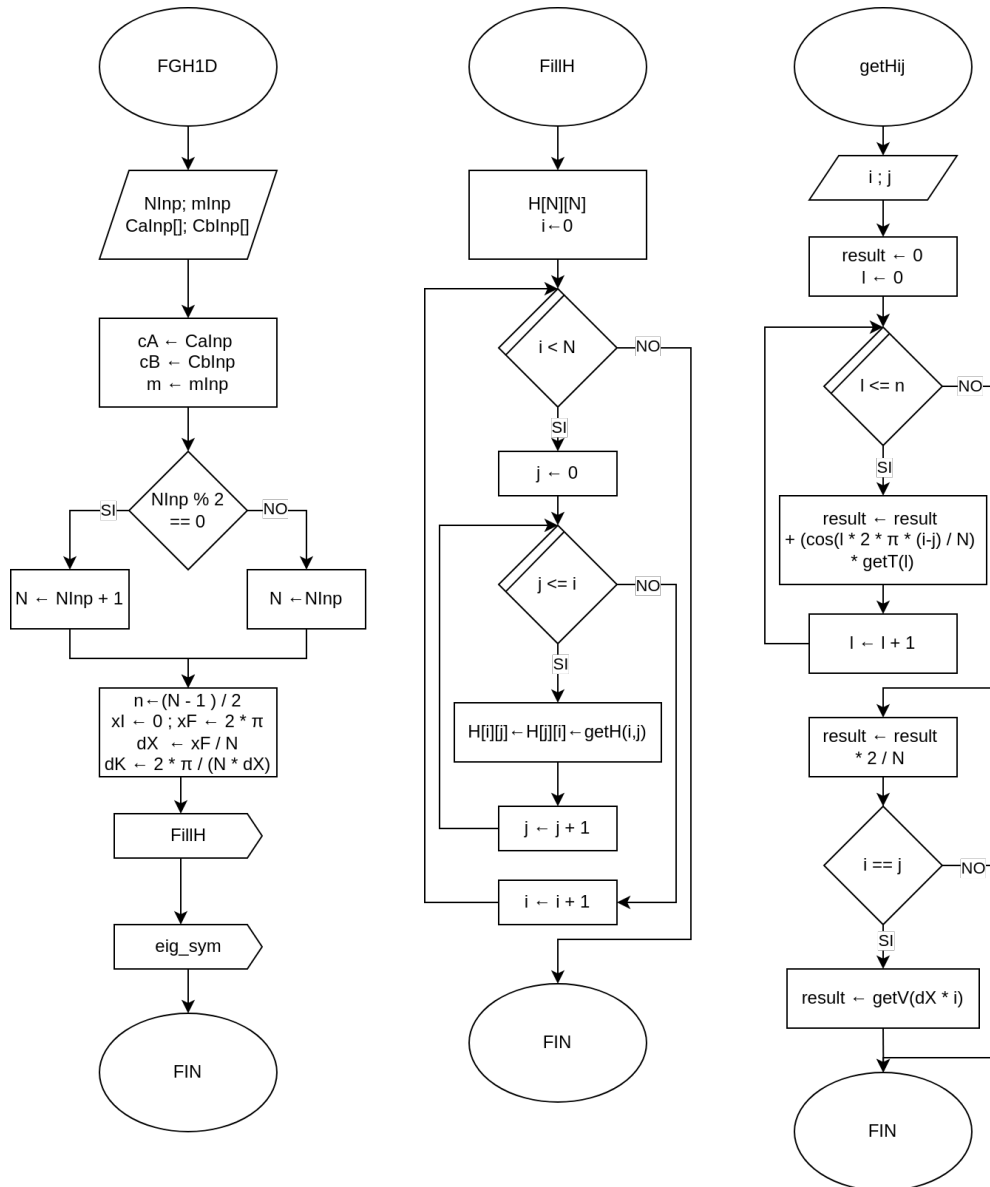 FGH1D
NInp; mInp
CaInp[]; CbInp[]
cA ← CaInp
cB ← CbInp
m ← mInp
NInp % 2
== 0
SI
NO
N ← NInp + 1
N ←NInp
n←(N - 1 ) / 2
xI ← 0 ; xF ← 2 * π
dX ← xF / N
dK ← 2 * π / (N * dX)
FillH
eig_sym
FIN
FillH
H[N][N]
i←0
i < N
NO
SI
j ← 0
j <= i
NO
SI
H[i][j]←H[j][i]←getH(i,j)
j ← j + 1
i ← i + 1
FIN
getHij
i ; j
result ← 0
l ← 0
l <= n
NO
SI
result ← result
+ (cos(l * 2 * π * (i-j) / N)
* getT(l)
l ← l + 1
result ← result
* 2 / N
i == j
NO
SI
result ← getV(dX * i)
FIN